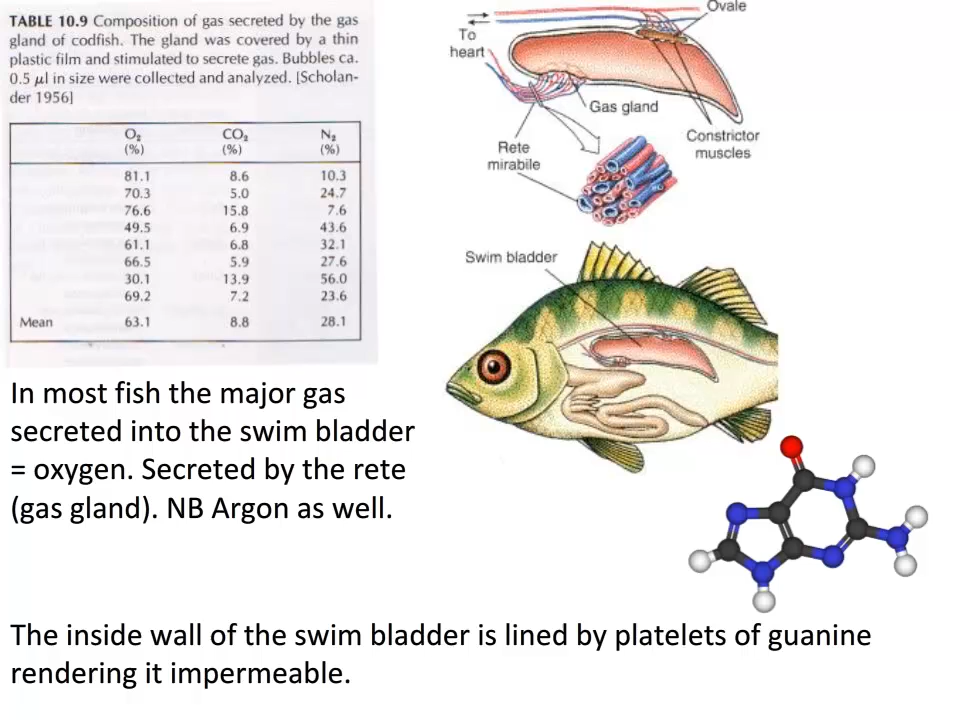 TABLE 10.9 Composition of gas secreted by the gas
gland of codfish. The gland was covered by a thin
plastic film and stimulated to secrete gas. Bubbles ca.
0.5 µl in size were collected and analyzed. [Scholan-
der 1956]
O₂ CO₂ N₂
(%) (%) (%)
81.1 8.6 10.3
70.3 5.0 24.7
76.6 15.8 7.6
49.5 6.9 43.6
61.1 6.8 32.1
66.5 5.9 27.6
30.1 13.9 56.0
69.2 7.2 23.6
Mean 63.1 8.8 28.1
Ovale
To
heart
Gas gland
Rete
mirabile
Constrictor
muscles
Swim bladder
In most fish the major gas
secreted into the swim bladder
= oxygen. Secreted by the rete
(gas gland). NB Argon as well.
The inside wall of the swim bladder is lined by platelets of guanine
rendering it impermeable.